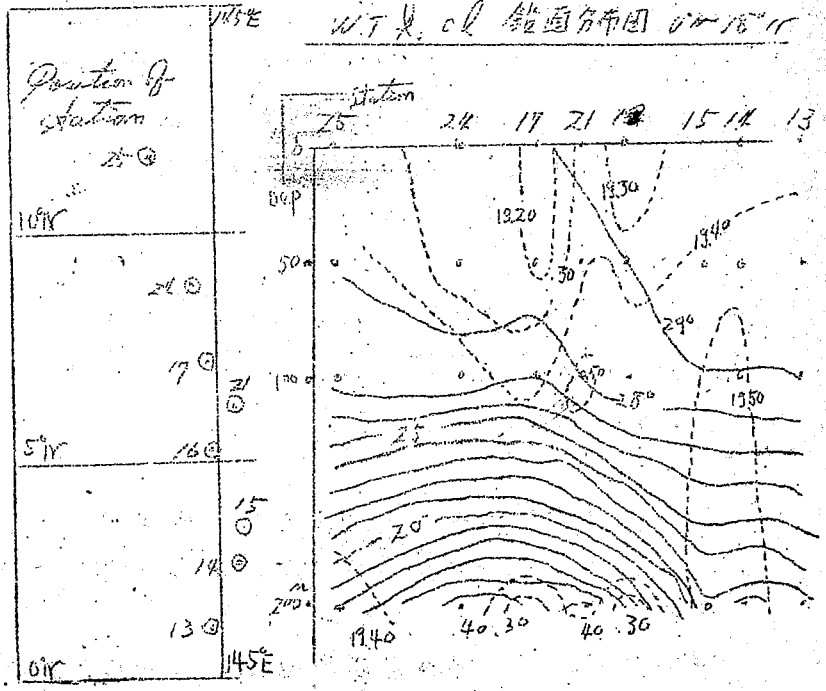 145°E
W.T. & Cl 鉛直分布図 0°N 15°N
Position of
station
25
10°N
24
17
21
5°N
16
15
14
13
0°N
145°E
Station
25 24 17 21 15 14 13
0
Dep
50
100
200
m
19.20
19.30
30
19.40
29°
28°
19.50
25
20
19.40
40 30
40 30